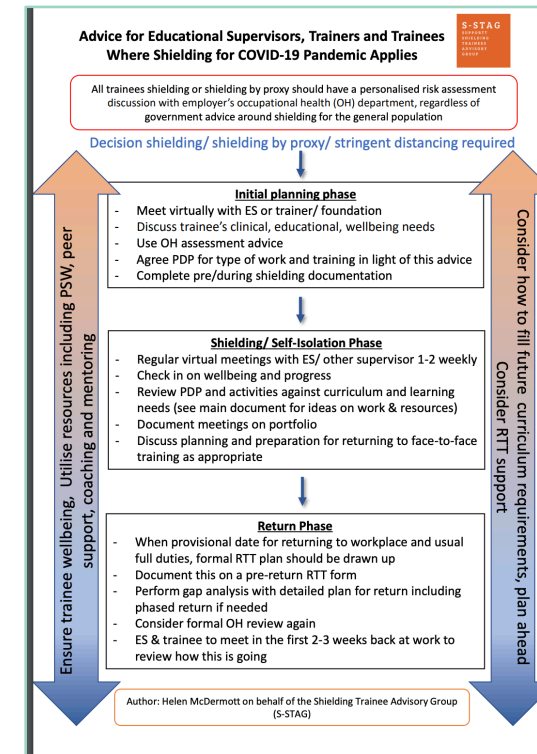 Advice for Educational Supervisors, Trainers and Trainees
Where Shielding for COVID-19 Pandemic Applies
S-STAG
SUPPORTT
SHIELDING
TRAINEES
ADVISORY
GROUP
All trainees shielding or shielding by proxy should have a personalised risk assessment
discussion with employer's occupational health (OH) department, regardless of
government advice around shielding for the general population
Decision shielding/ shielding by proxy/ stringent distancing required
Ensure trainee wellbeing, Utilise resources including PSW, peer
support, coaching and mentoring
Initial planning phase
- Meet virtually with ES or trainer/ foundation
- Discuss trainee's clinical, educational, wellbeing needs
- Use OH assessment advice
- Agree PDP for type of work and training in light of this advice
- Complete pre/during shielding documentation
Shielding/ Self-Isolation Phase
- Regular virtual meetings with ES/ other supervisor 1-2 weekly
- Check in on wellbeing and progress
- Review PDP and activities against curriculum and learning
needs (see main document for ideas on work & resources)
- Document meetings on portfolio
- Discuss planning and preparation for returning to face-to-face
training as appropriate
Return Phase
- When provisional date for returning to workplace and usual
full duties, formal RTT plan should be drawn up
- Document this on a pre-return RTT form
- Perform gap analysis with detailed plan for return including
phased return if needed
- Consider formal OH review again
- ES & trainee to meet in the first 2-3 weeks back at work to
review how this is going
Consider how to fill future curriculum requirements, plan ahead
Consider RTT support
Author: Helen McDermott on behalf of the Shielding Trainee Advisory Group
(S-STAG)